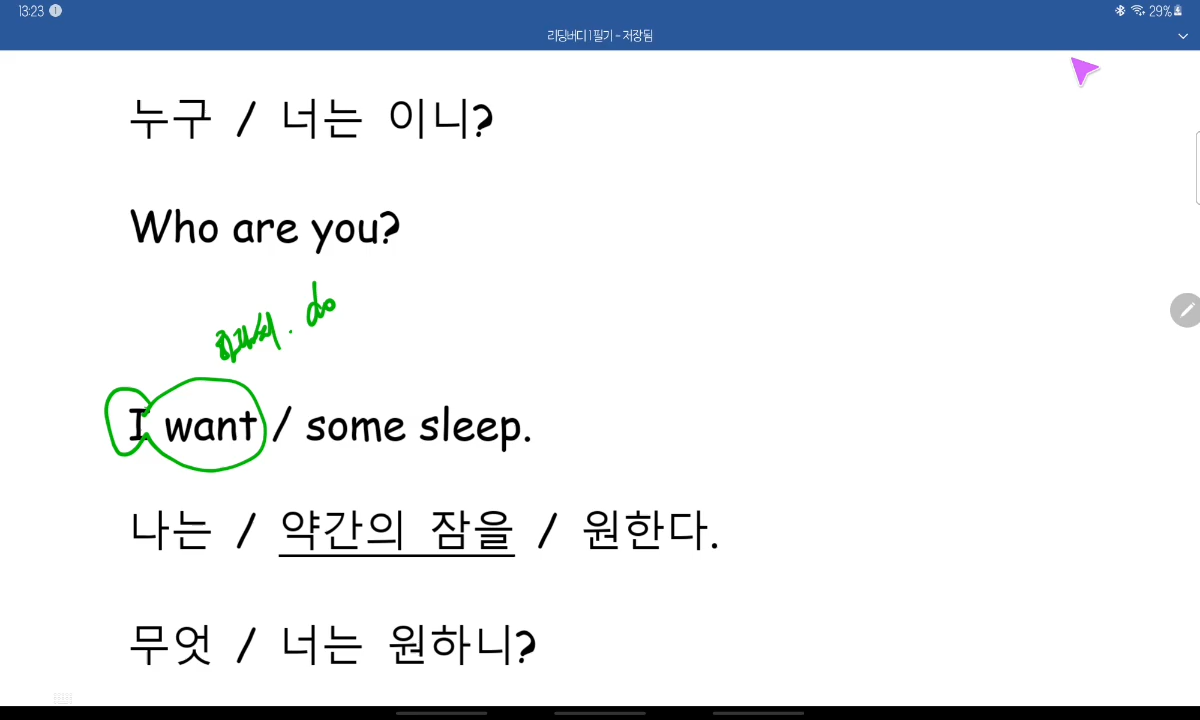 13:23
29%
리딩버디 1 필기 - 저장됨
누구 / 너는 이니?
Who are you?
do
I want / some sleep.
나는 / 약간의 잠을 / 원한다.
무엇 / 너는 원하니?